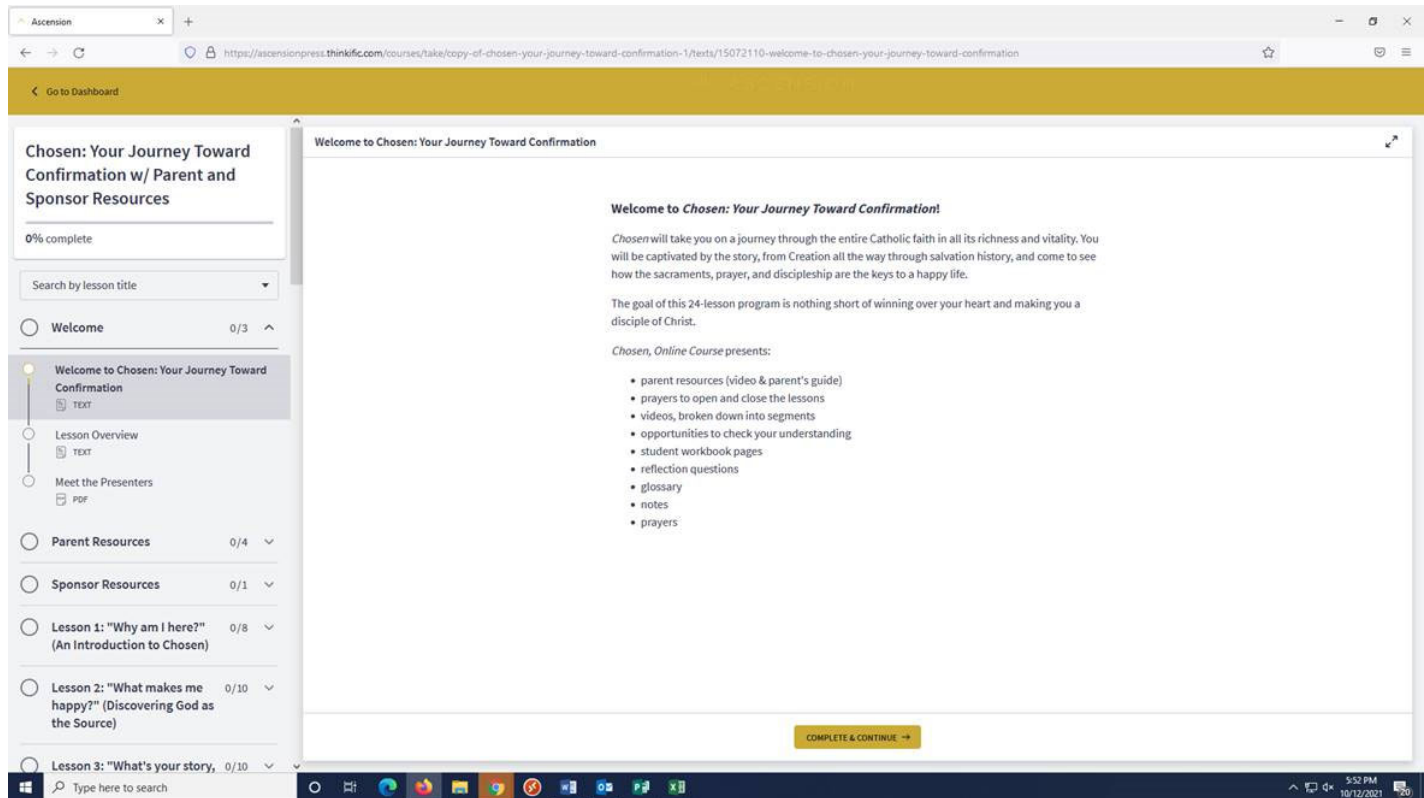 Ascension
https://ascensionpress.thinkific.com/courses/take/copy-of-chosen-your-journey-toward-confirmation-1/texts/15072110-welcome-to-chosen-your-journey-toward-confirmation
Go to Dashboard
Chosen: Your Journey Toward
Confirmation w/ Parent and
Sponsor Resources
0% complete
Search by lesson title
Welcome 0/3
Welcome to Chosen: Your Journey Toward
Confirmation
TEXT
Lesson Overview
TEXT
Meet the Presenters
PDF
Parent Resources 0/4
Sponsor Resources 0/1
Lesson 1: "Why am I here?" 0/8
(An Introduction to Chosen)
Lesson 2: "What makes me 0/10
happy?" (Discovering God as
the Source)
Lesson 3: "What's your story, 0/10
Welcome to Chosen: Your Journey Toward Confirmation
Welcome to Chosen: Your Journey Toward Confirmation!
Chosen will take you on a journey through the entire Catholic faith in all its richness and vitality. You
will be captivated by the story, from Creation all the way through salvation history, and come to see
how the sacraments, prayer, and discipleship are the keys to a happy life.
The goal of this 24-lesson program is nothing short of winning over your heart and making you a
disciple of Christ.
Chosen, Online Course presents:
• parent resources (video & parent's guide)
• prayers to open and close the lessons
• videos, broken down into segments
• opportunities to check your understanding
• student workbook pages
• reflection questions
• glossary
• notes
• prayers
COMPLETE & CONTINUE →
Type here to search
5:52 PM
10/12/2021
20